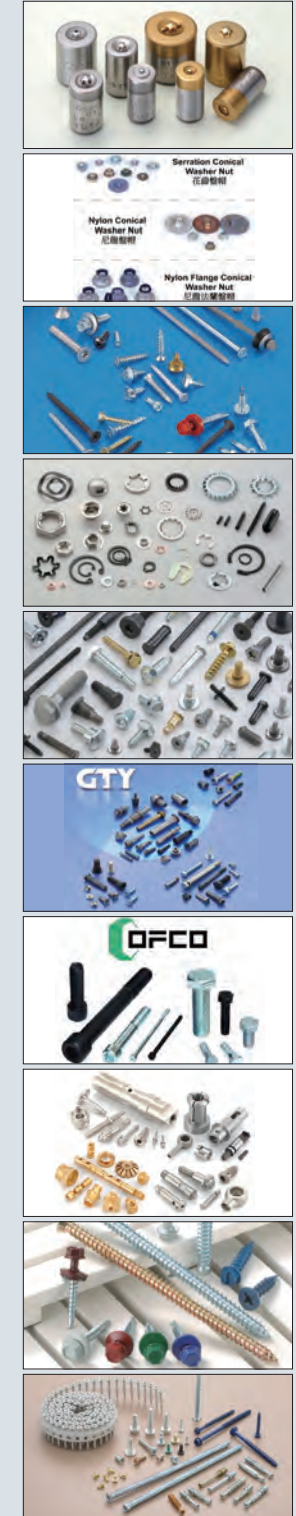 Serration Conical
Washer Nut
花齒盤帽
Nylon Conical
Washer Nut
尼龍盤帽
Nylon Flange Conical
Washer Nut
尼龍法蘭盤帽
GTY
OFCO